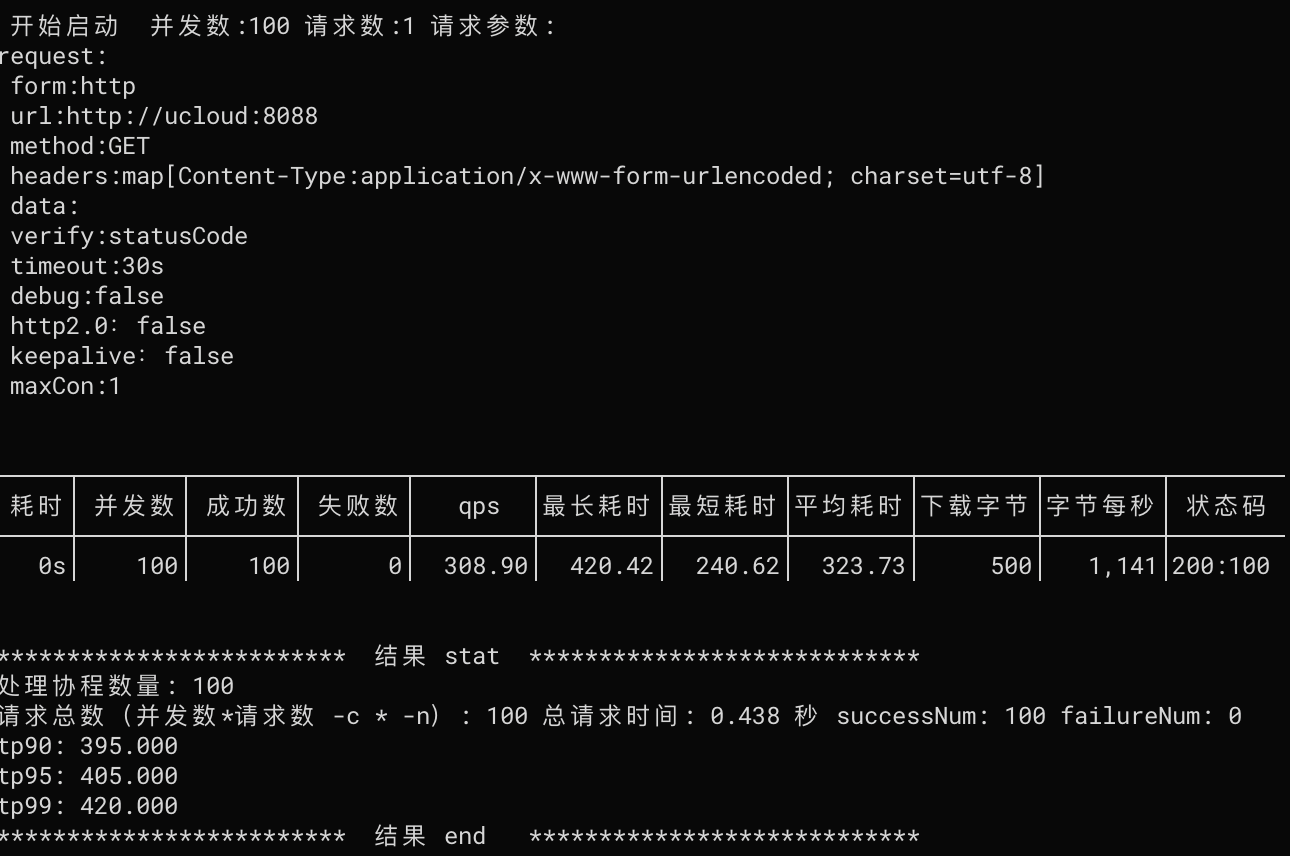 开始启动 并发数:100 请求数:1 请求参数:
request:
form:http
url:http://ucloud:8088
method:GET
headers:map[Content-Type:application/x-www-form-urlencoded; charset=utf-8]
data:
verify:statusCode
timeout:30s
debug:false
http2.0: false
keepalive: false
maxCon:1
耗时│ 并发数│ 成功数│ 失败数│ qps │最长耗时│最短耗时│平均耗时│下载字节│字节每秒│ 状态码
0s│ 100│ 100│ 0│ 308.90│ 420.42│ 240.62│ 323.73│ 500│ 1,141│200:100
************************* 结果 stat ****************************
处理协程数量: 100
请求总数（并发数*请求数 -c * -n）: 100 总请求时间: 0.438 秒 successNum: 100 failureNum: 0
tp90: 395.000
tp95: 405.000
tp99: 420.000
************************* 结果 end ****************************